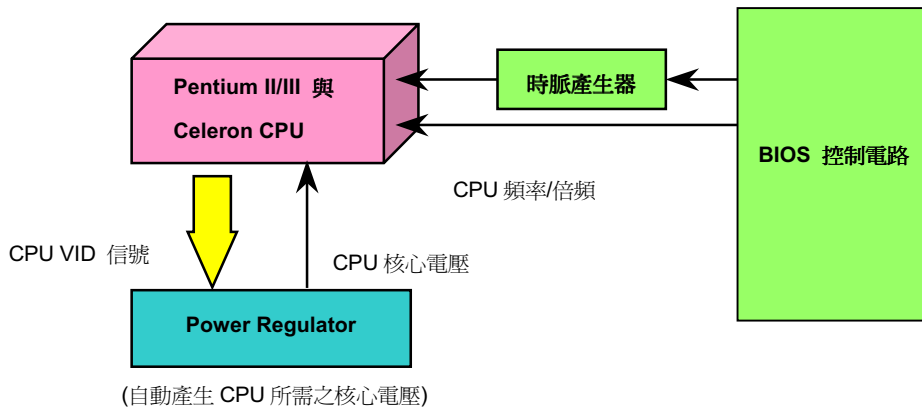 Pentium II/III 與
Celeron CPU
時脈產生器
BIOS 控制電路
CPU 頻率/倍頻
CPU VID 信號
CPU 核心電壓
Power Regulator
(自動產生 CPU 所需之核心電壓)